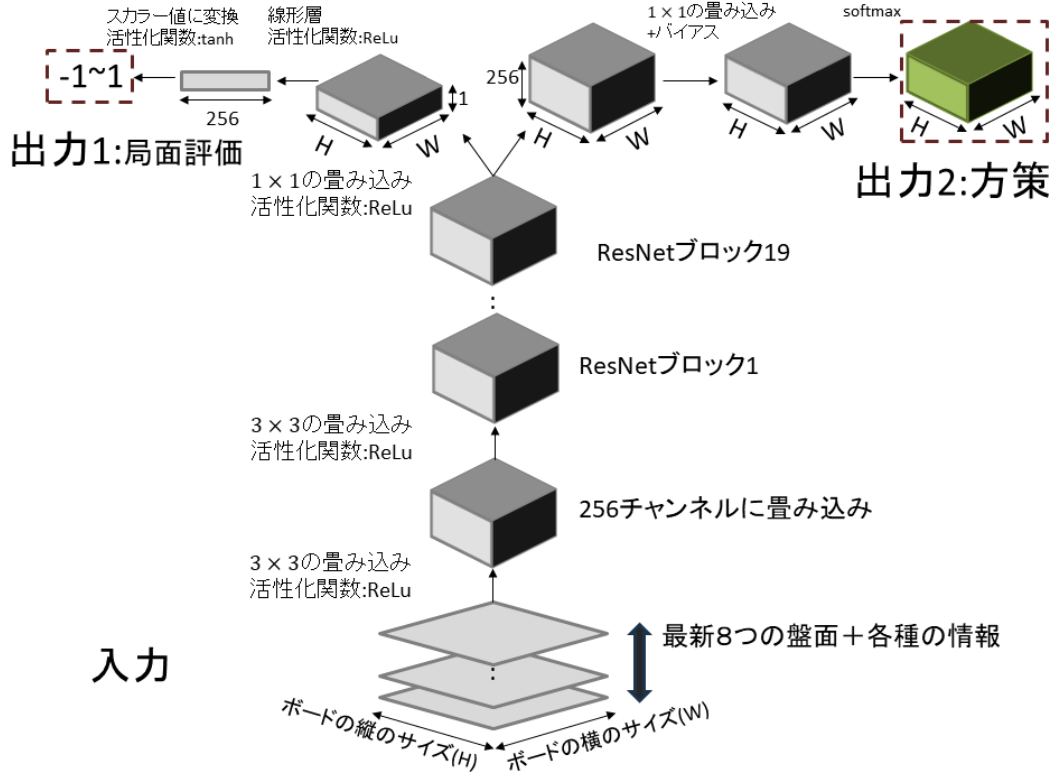 スカラー値に変換
活性化関数:tanh
線形層
活性化関数:ReLu
1×1の畳み込み
+バイアス
softmax
-1~1
256
1
H
W
256
H
W
H
W
H
W
出力1:局面評価
出力2:方策
1×1の畳み込み
活性化関数:ReLu
ResNetブロック19
:
ResNetブロック1
3×3の畳み込み
活性化関数:ReLu
256チャンネルに畳み込み
3×3の畳み込み
活性化関数:ReLu
最新8つの盤面＋各種の情報
:
入力
ボードの縦のサイズ(H)
ボードの横のサイズ(W)